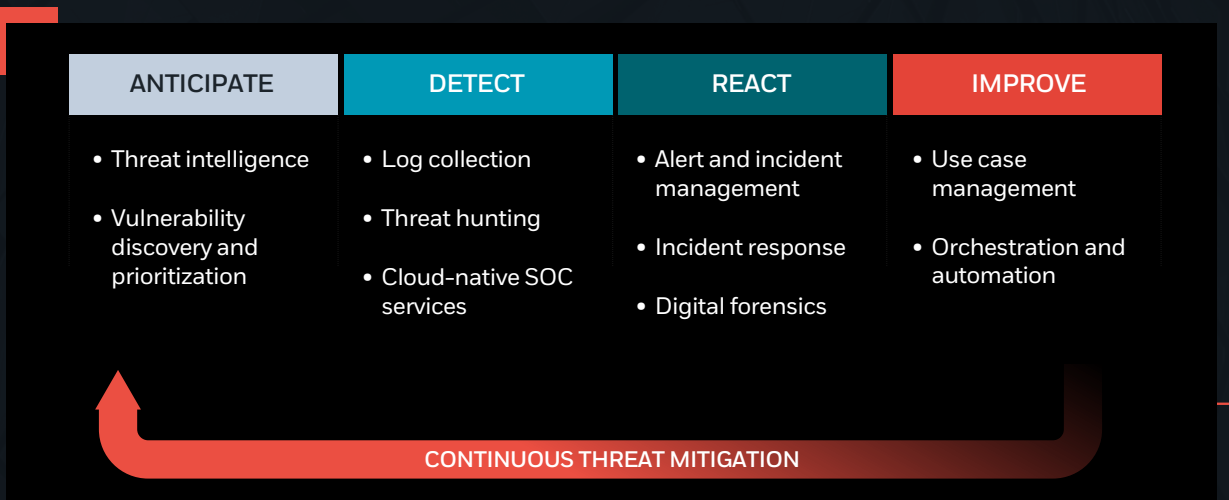 ANTICIPATE
• Threat intelligence
• Vulnerability
discovery and
prioritization
DETECT
• Log collection
• Threat hunting
• Cloud-native SOC
services
REACT
• Alert and incident
management
• Incident response
• Digital forensics
IMPROVE
• Use case
management
• Orchestration and
automation
CONTINUOUS THREAT MITIGATION